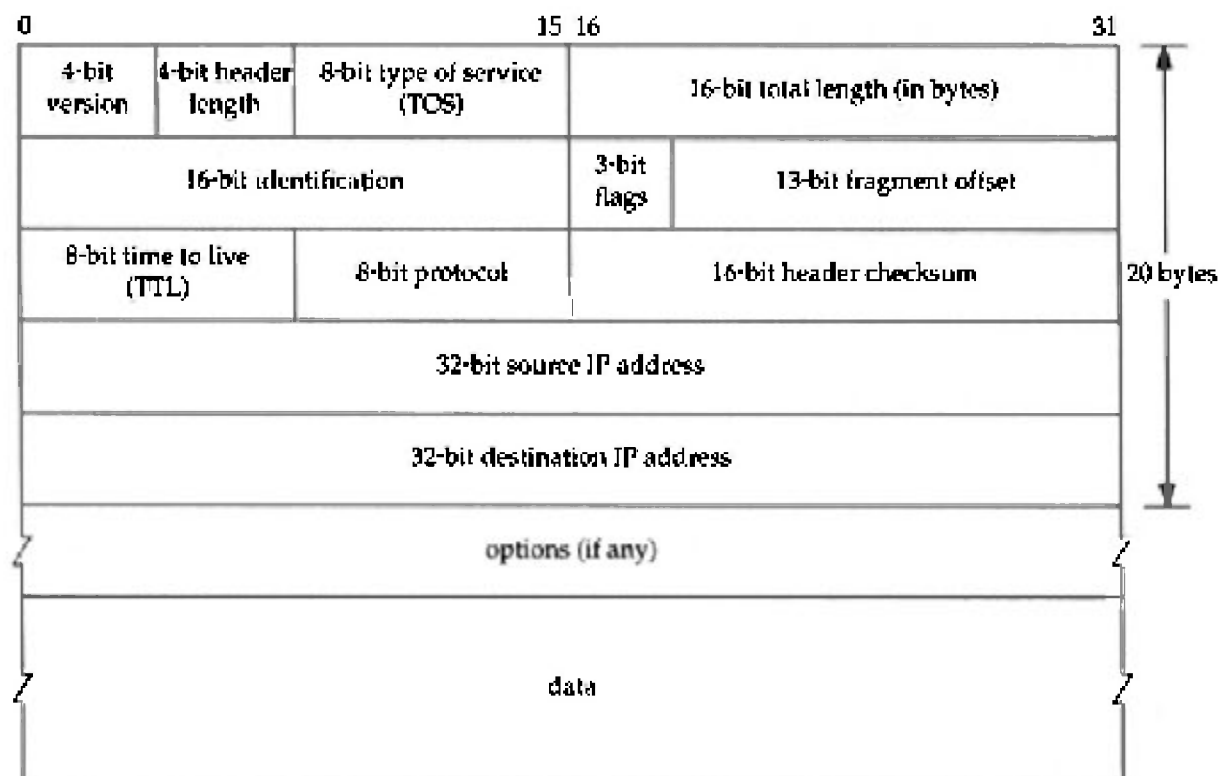 0 15 16 31
4-bit version
4-bit header length
8-bit type of service (TOS)
16-bit total length (in bytes)
16-bit identification
3-bit flags
13-bit fragment offset
8-bit time to live (TTL)
8-bit protocol
16-bit header checksum
20 bytes
32-bit source IP address
32-bit destination IP address
options (if any)
data